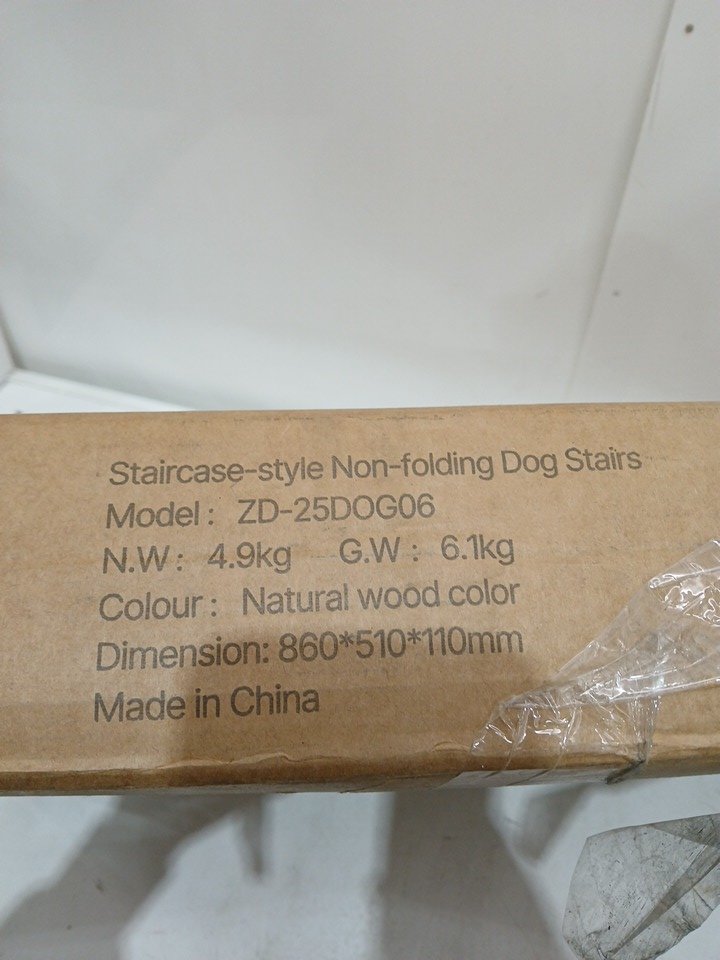 Staircase-style Non-folding Dog Stairs
Model : ZD-25DOG06
N.W : 4.9kg G.W : 6.1kg
Colour : Natural wood color
Dimension: 860*510*110mm
Made in China